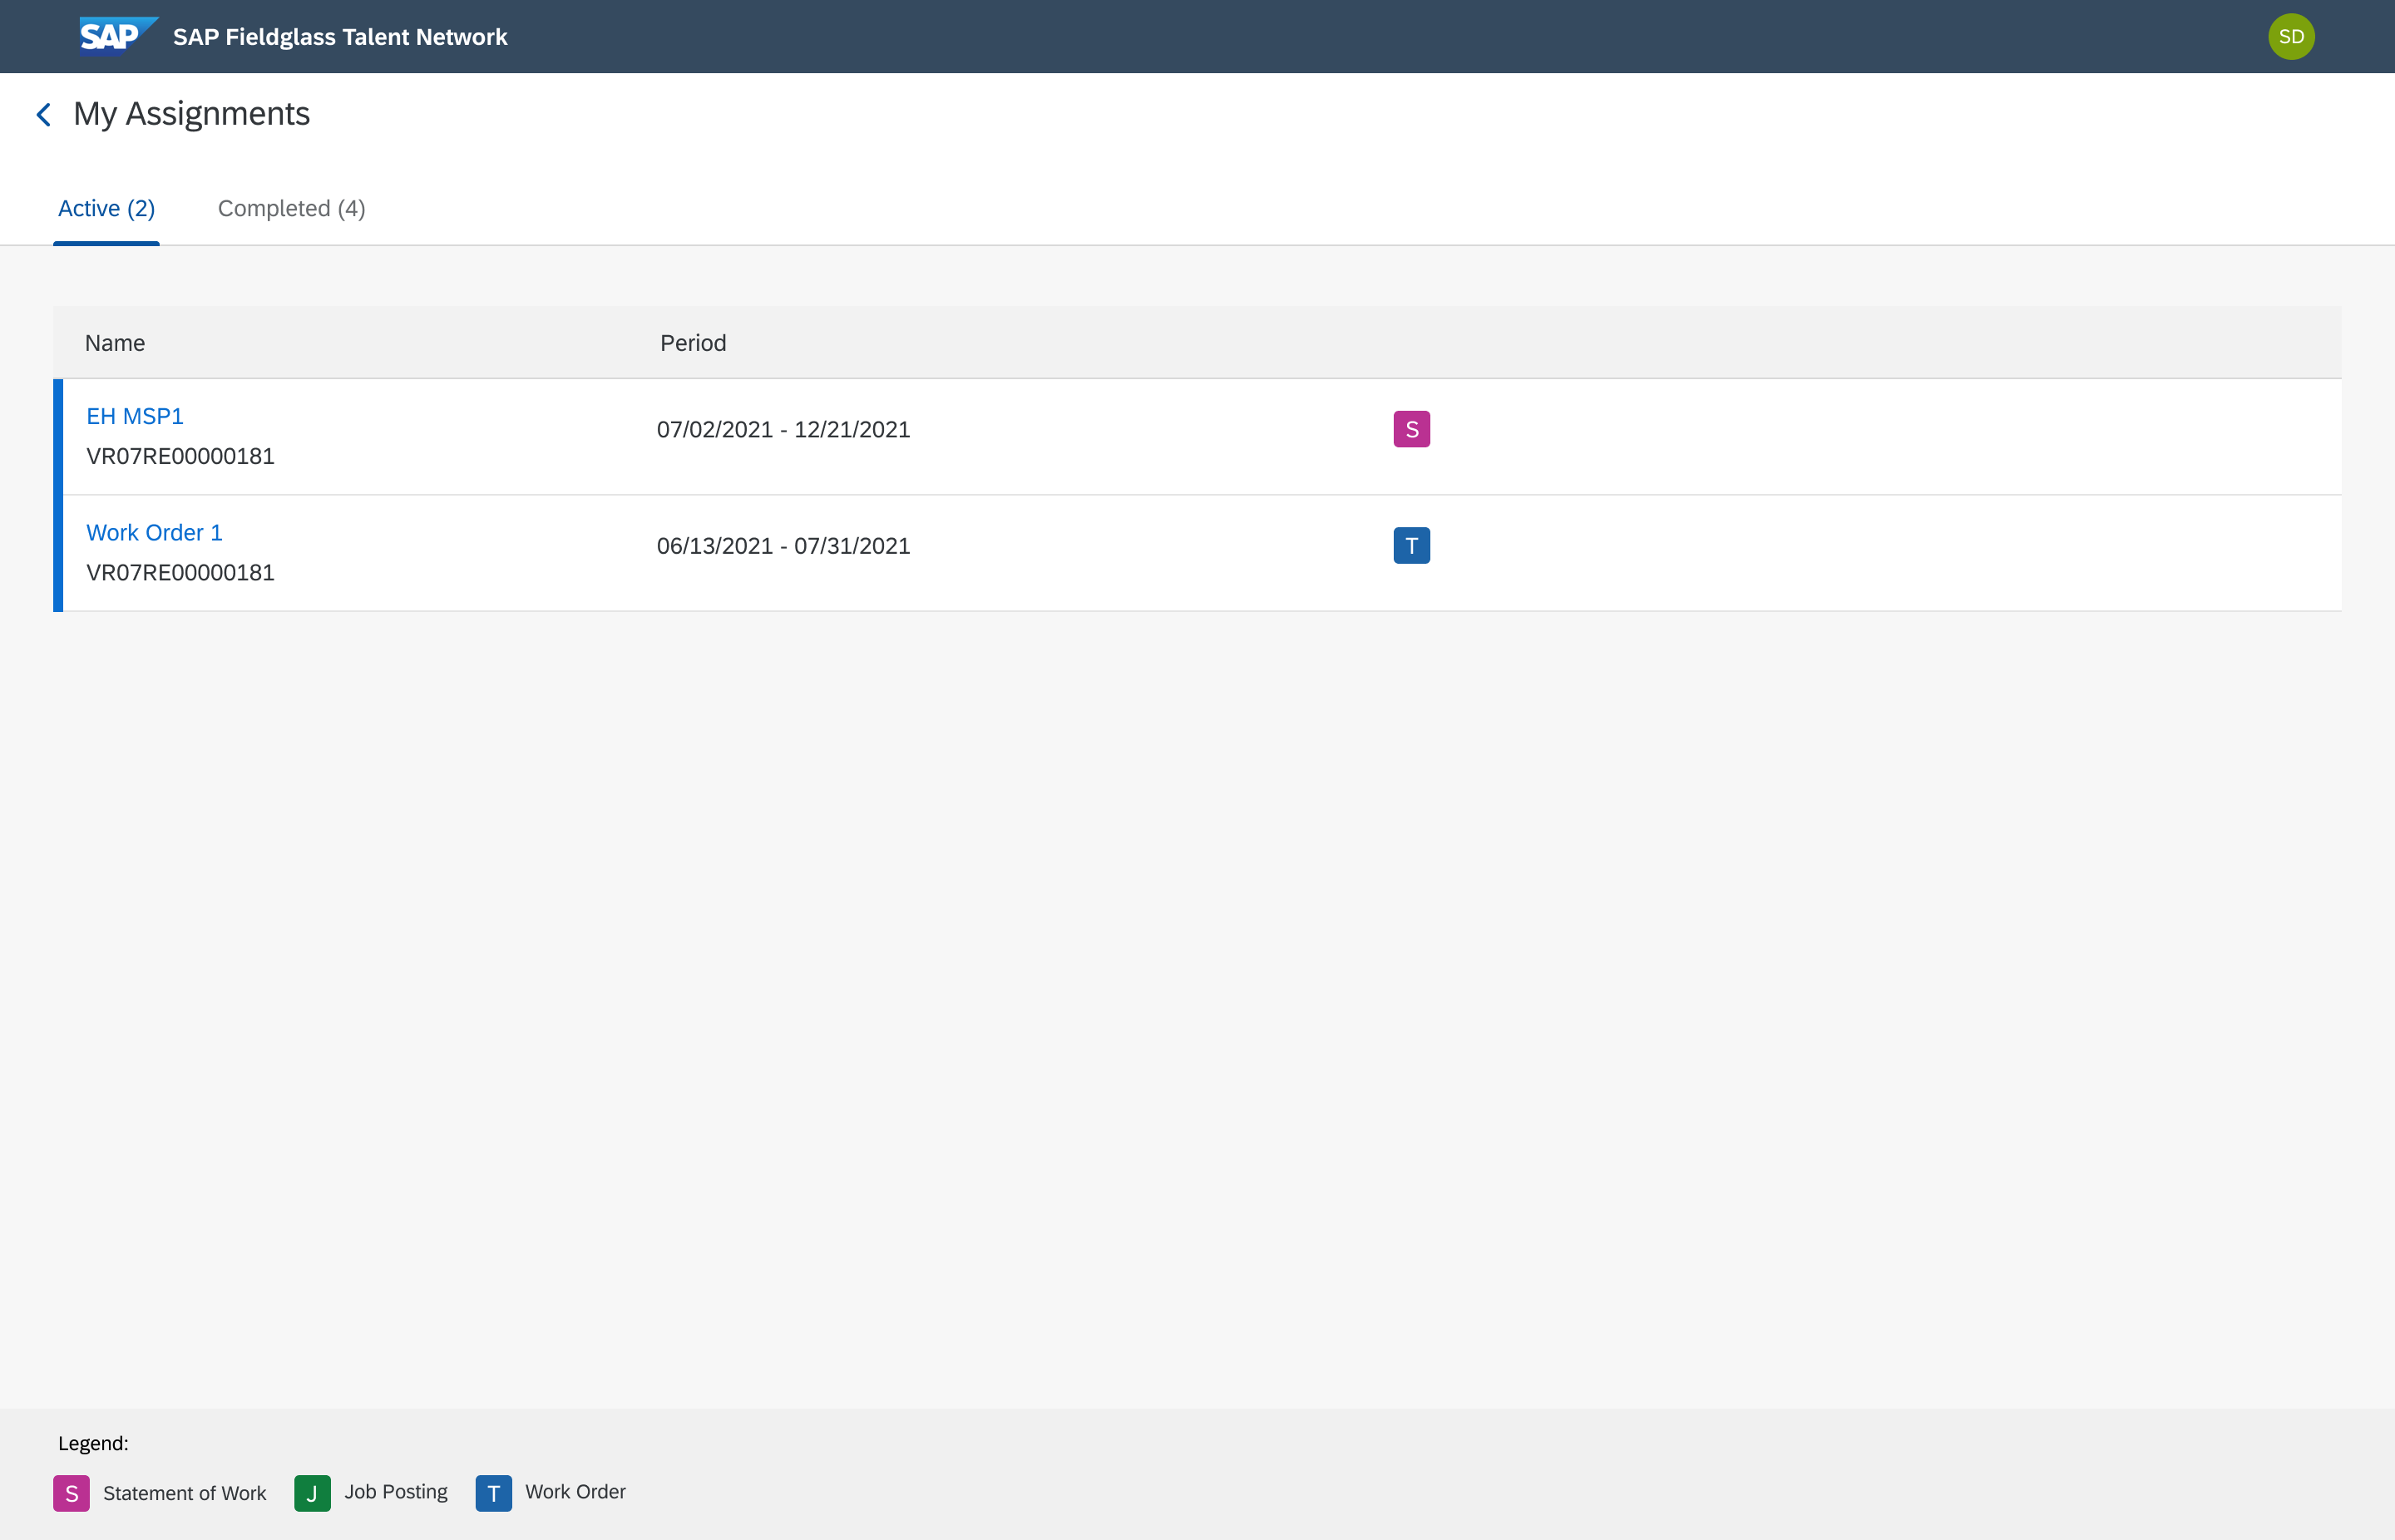 SAP SAP Fieldglass Talent Network SD
My Assignments
Active (2) Completed (4)
Name Period
EH MSP1
VR07RE00000181
07/02/2021 - 12/21/2021 S
Work Order 1
VR07RE00000181
06/13/2021 - 07/31/2021 T
Legend:
S Statement of Work J Job Posting T Work Order